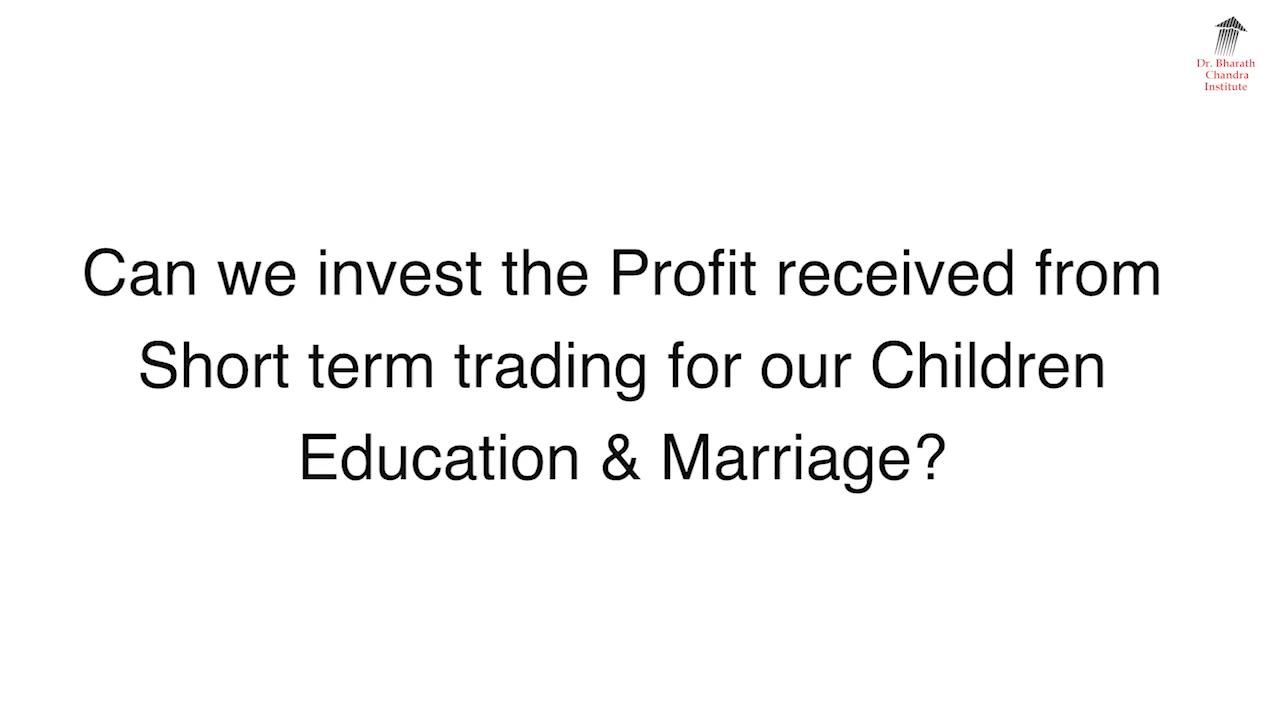 Dr. Bharath
Chandra
Institute
Can we invest the Profit received from
Short term trading for our Children
Education & Marriage?